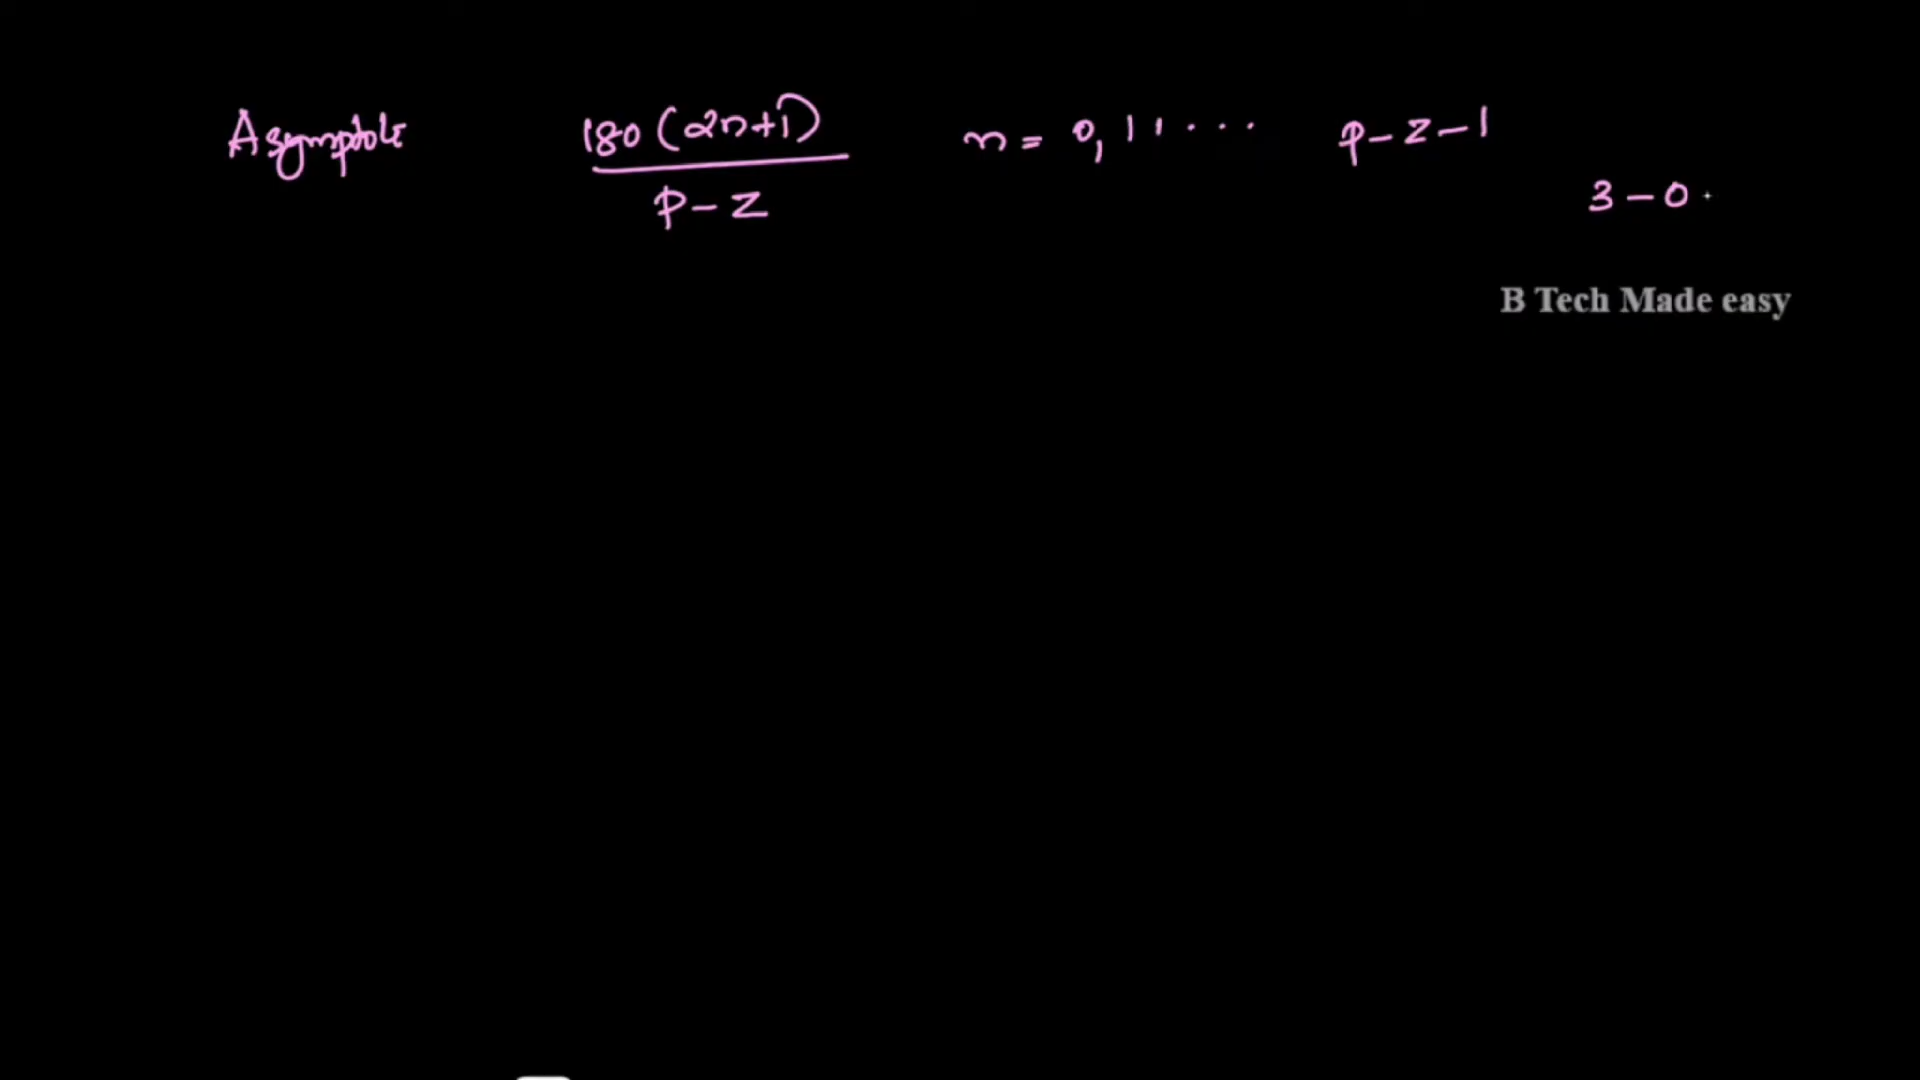 Asymptote 180(2n+1) n = 0, 1, ... P-Z-1
P-Z
3-0
B Tech Made easy